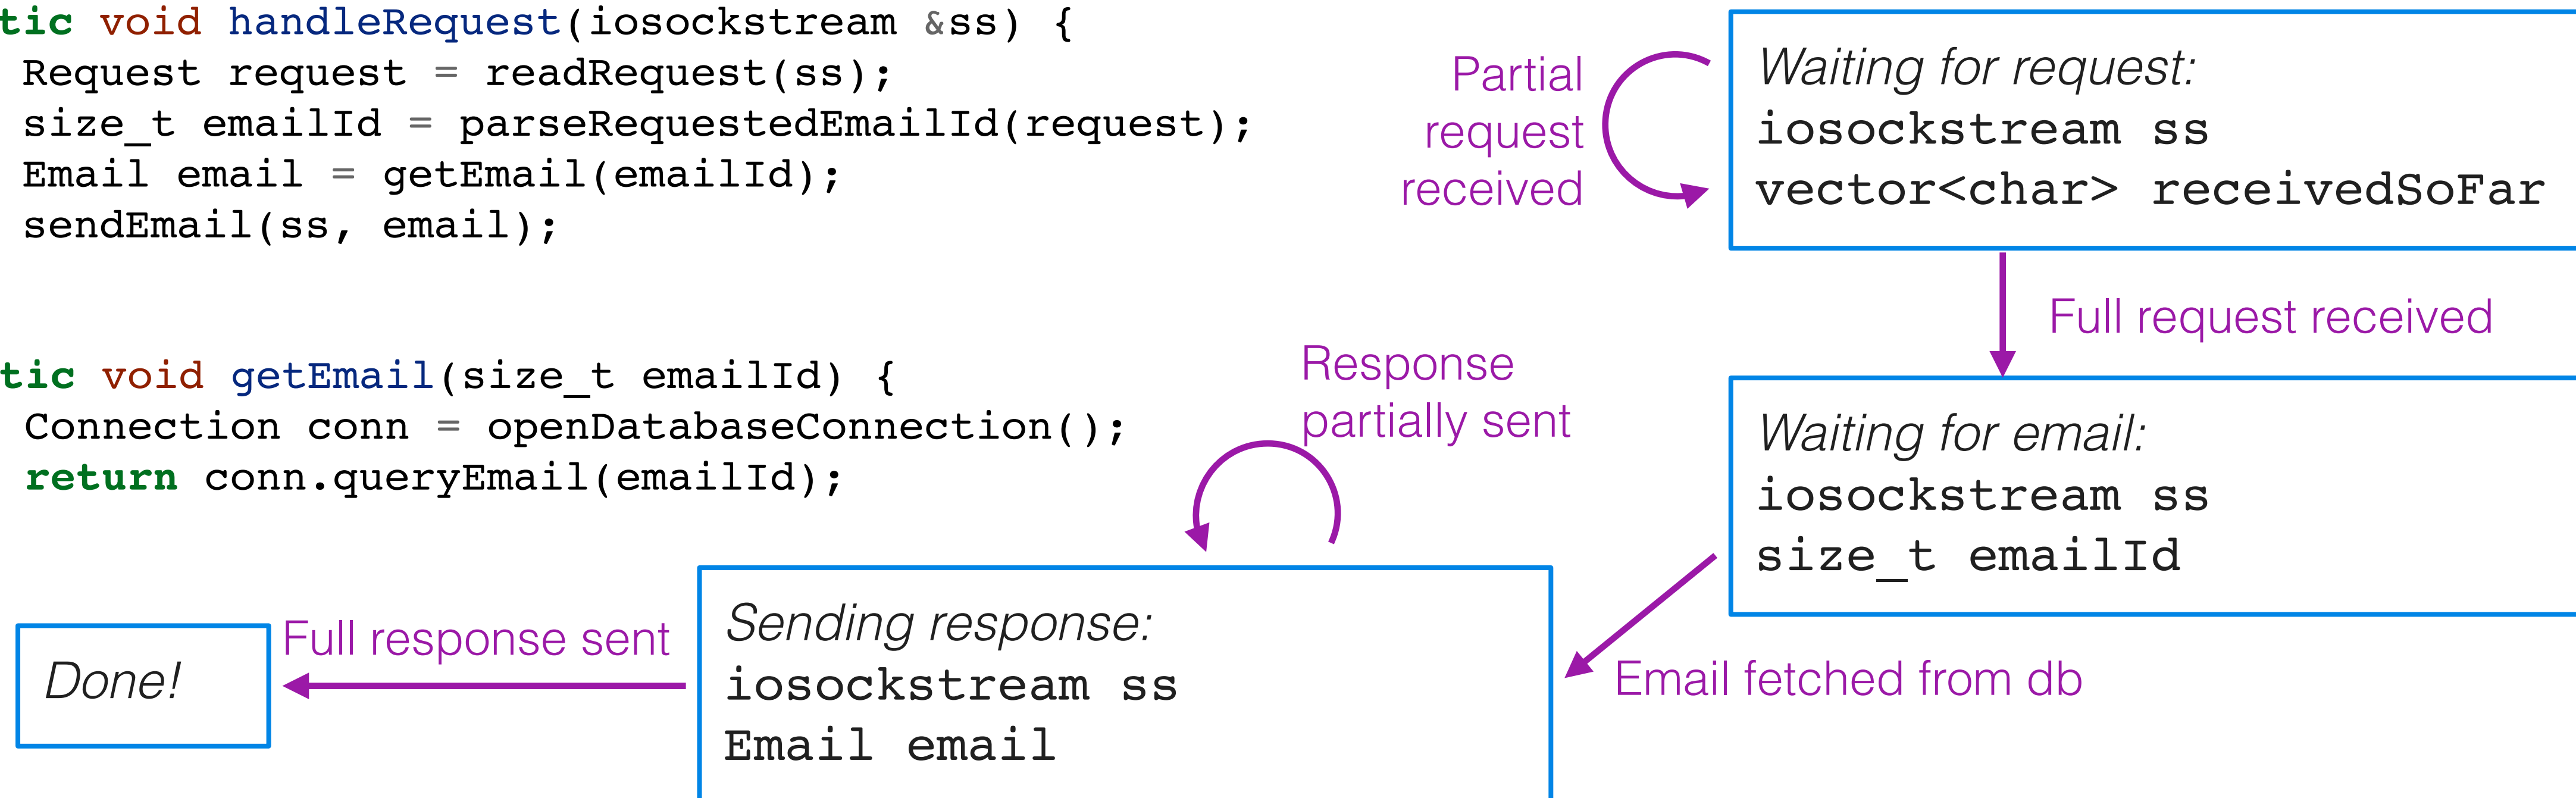 tic void handleRequest(iosockstream &ss) {
Request request = readRequest(ss);
size_t emailId = parseRequestedEmailId(request);
Email email = getEmail(emailId);
sendEmail(ss, email);
tic void getEmail(size_t emailId) {
Connection conn = openDatabaseConnection();
return conn.queryEmail(emailId);
Partial
request
received
Waiting for request:
iosockstream ss
vector<char> receivedSoFar
Full request received
Waiting for email:
iosockstream ss
size_t emailId
Email fetched from db
Response
partially sent
Sending response:
iosockstream ss
Email email
Full response sent
Done!